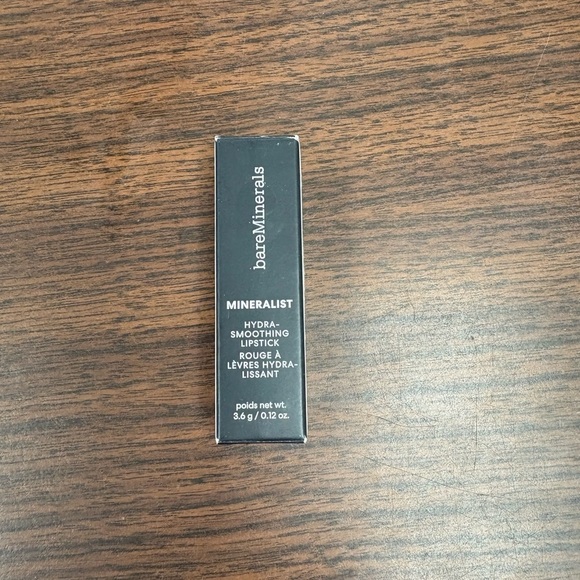 bareMinerals
MINERALIST
HYDRA-
SMOOTHING
LIPSTICK
ROUGE À
LÈVRES HYDRA-
LISSANT
poids net wt.
3.6 g / 0.12 oz.